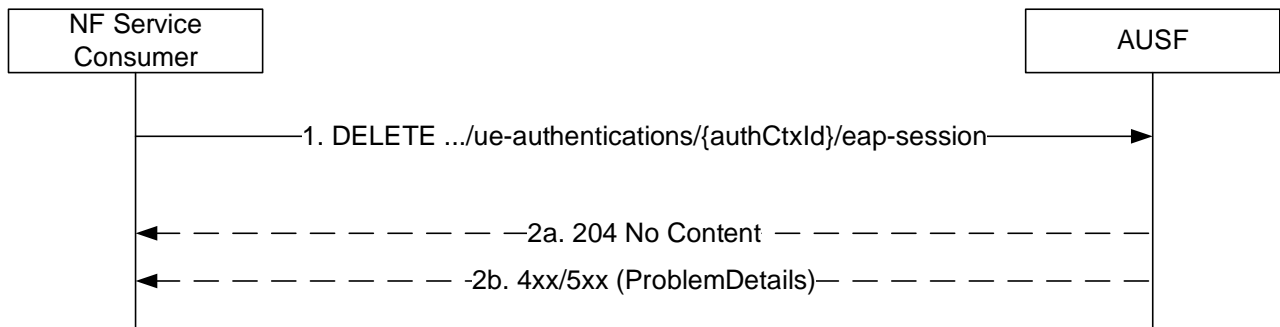 NF Service
Consumer
AUSF
1. DELETE .../ue-authentications/{authCtxId}/eap-session
2a. 204 No Content
2b. 4xx/5xx (ProblemDetails)